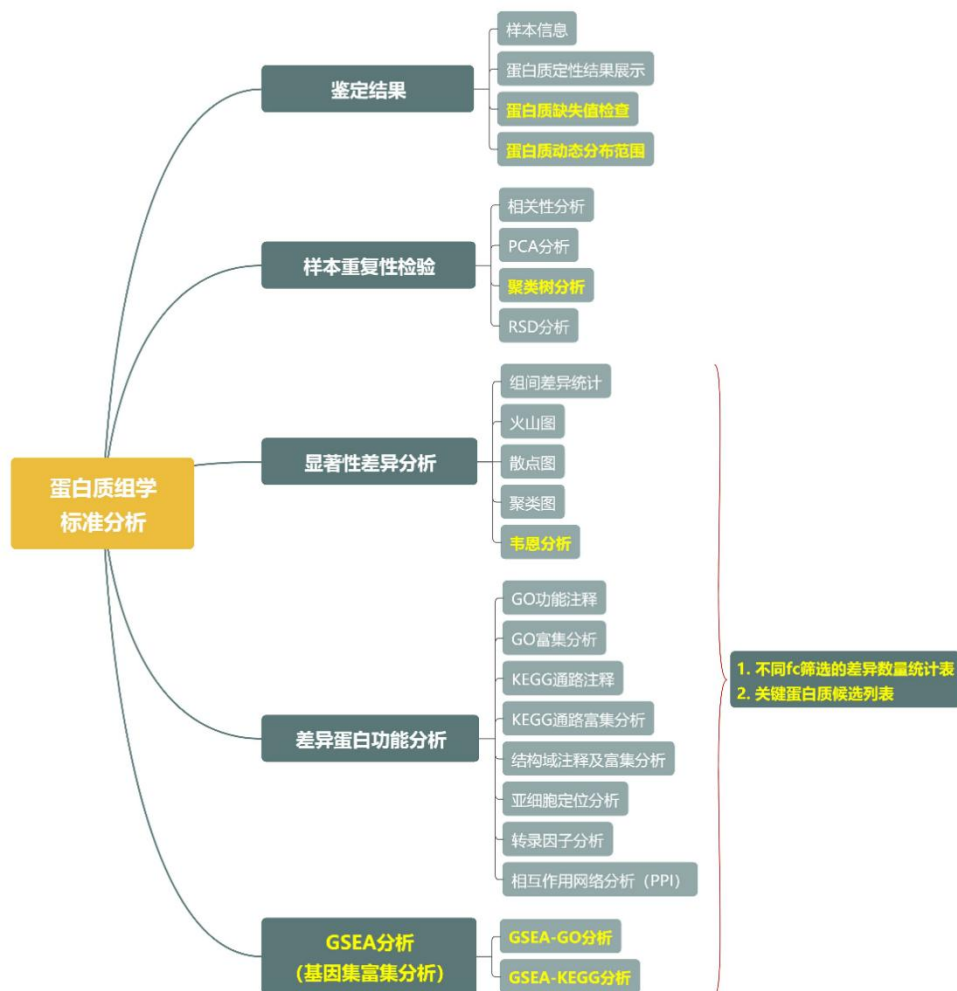 样本信息
蛋白质定性结果展示
鉴定结果
蛋白质缺失值检查
蛋白质动态分布范围
相关性分析
PCA分析
样本重复性检验
聚类树分析
RSD分析
组间差异统计
火山图
显著性差异分析
散点图
聚类图
韦恩分析
蛋白质组学
标准分析
GO功能注释
GO富集分析
KEGG通路注释
KEGG通路富集分析
差异蛋白功能分析
结构域注释及富集分析
亚细胞定位分析
转录因子分析
相互作用网络分析（PPI）
1. 不同fc筛选的差异数量统计表
2. 关键蛋白质候选列表
GSEA分析
（基因集富集分析）
GSEA-GO分析
GSEA-KEGG分析